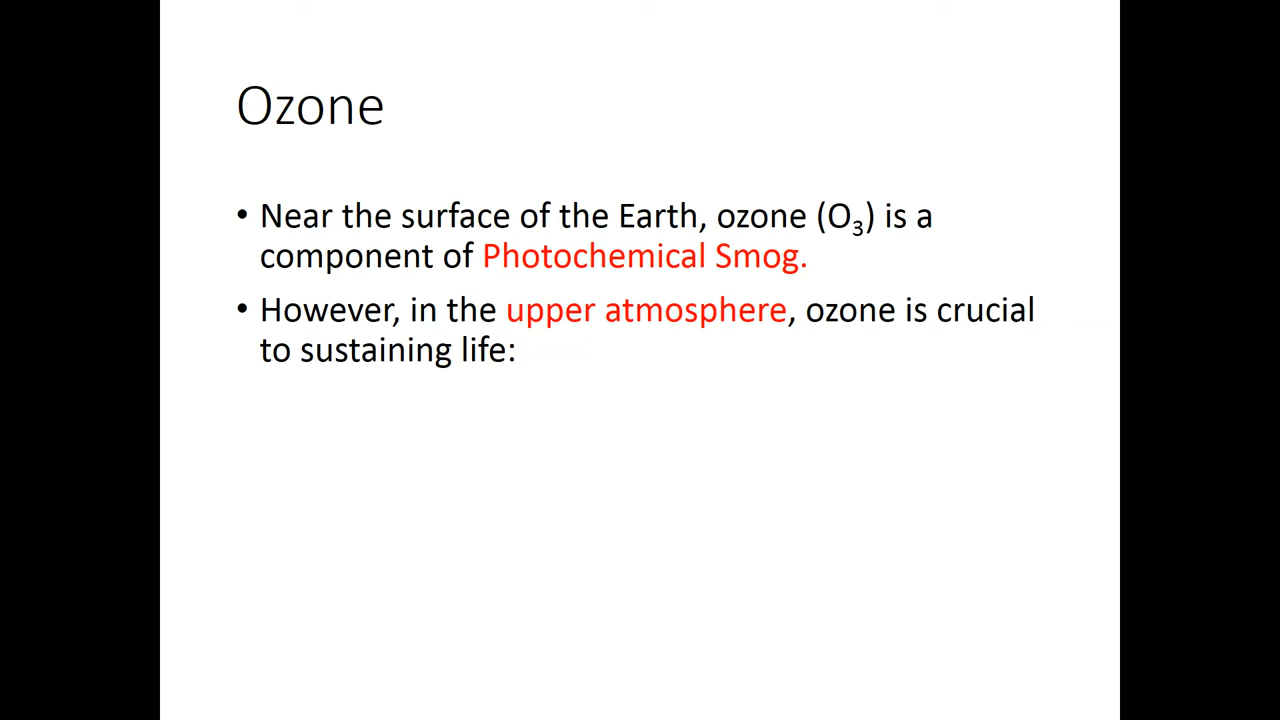 Ozone
• Near the surface of the Earth, ozone (O₃) is a
component of Photochemical Smog.
• However, in the upper atmosphere, ozone is crucial
to sustaining life: